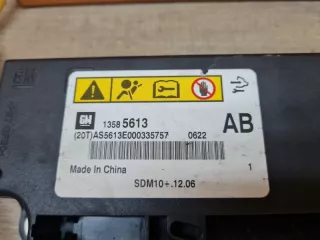 GM
1358 5613
(20T)AS5613E000335757 0622
AB
Made In China
1
SDM10+.12.06